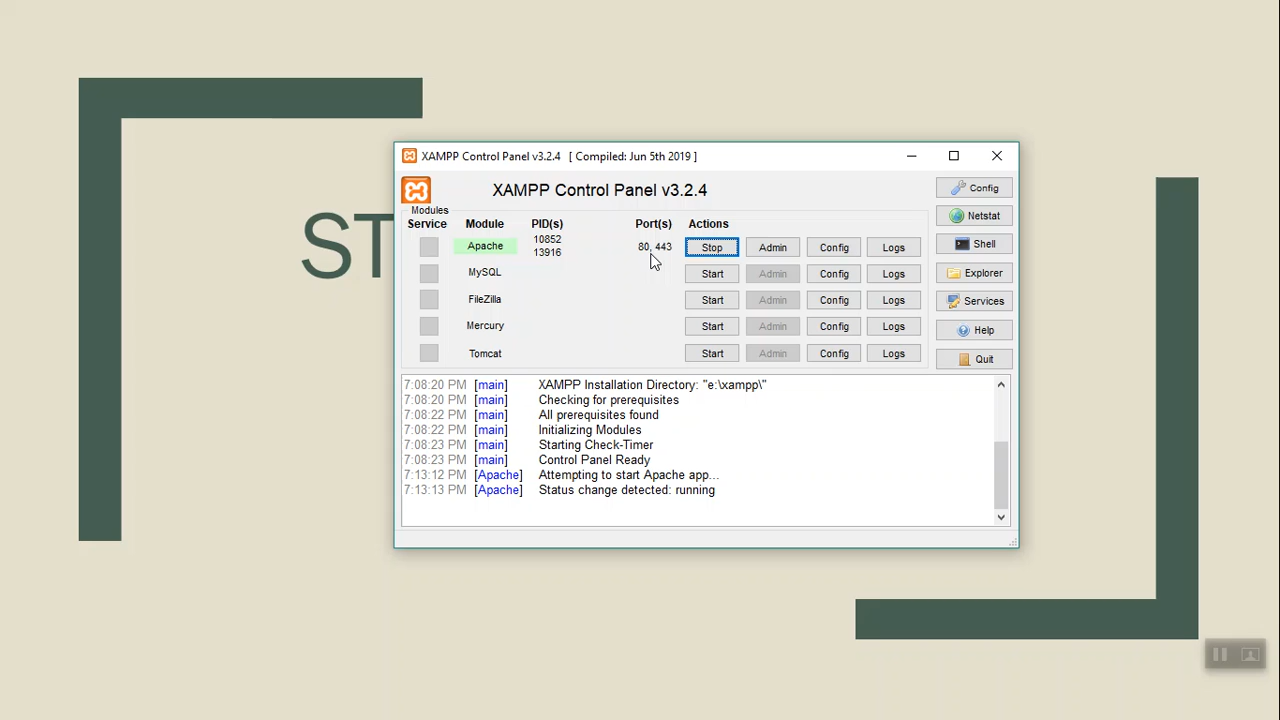 ST
XAMPP Control Panel v3.2.4 [ Compiled: Jun 5th 2019 ]
XAMPP Control Panel v3.2.4
Config
Modules
Service Module PID(s) Port(s) Actions
Netstat
Apache 10852 13916 80, 443 Stop Admin Config Logs
Shell
MySQL Start Admin Config Logs
Explorer
FileZilla Start Admin Config Logs
Services
Mercury Start Admin Config Logs
Help
Tomcat Start Admin Config Logs
Quit
7:08:20 PM [main] XAMPP Installation Directory: "e:\xampp\"
7:08:20 PM [main] Checking for prerequisites
7:08:22 PM [main] All prerequisites found
7:08:22 PM [main] Initializing Modules
7:08:23 PM [main] Starting Check-Timer
7:08:23 PM [main] Control Panel Ready
7:13:12 PM [Apache] Attempting to start Apache app...
7:13:13 PM [Apache] Status change detected: running